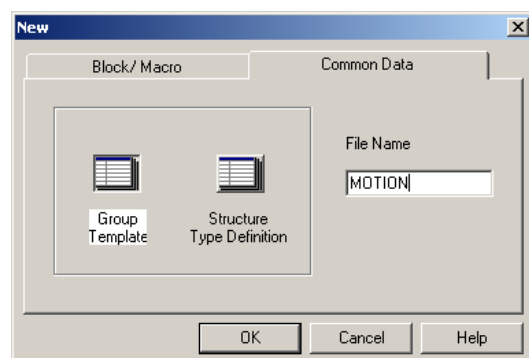 New
Block/ Macro
Common Data
File Name
MOTION
Group
Template
Structure
Type Definition
OK
Cancel
Help